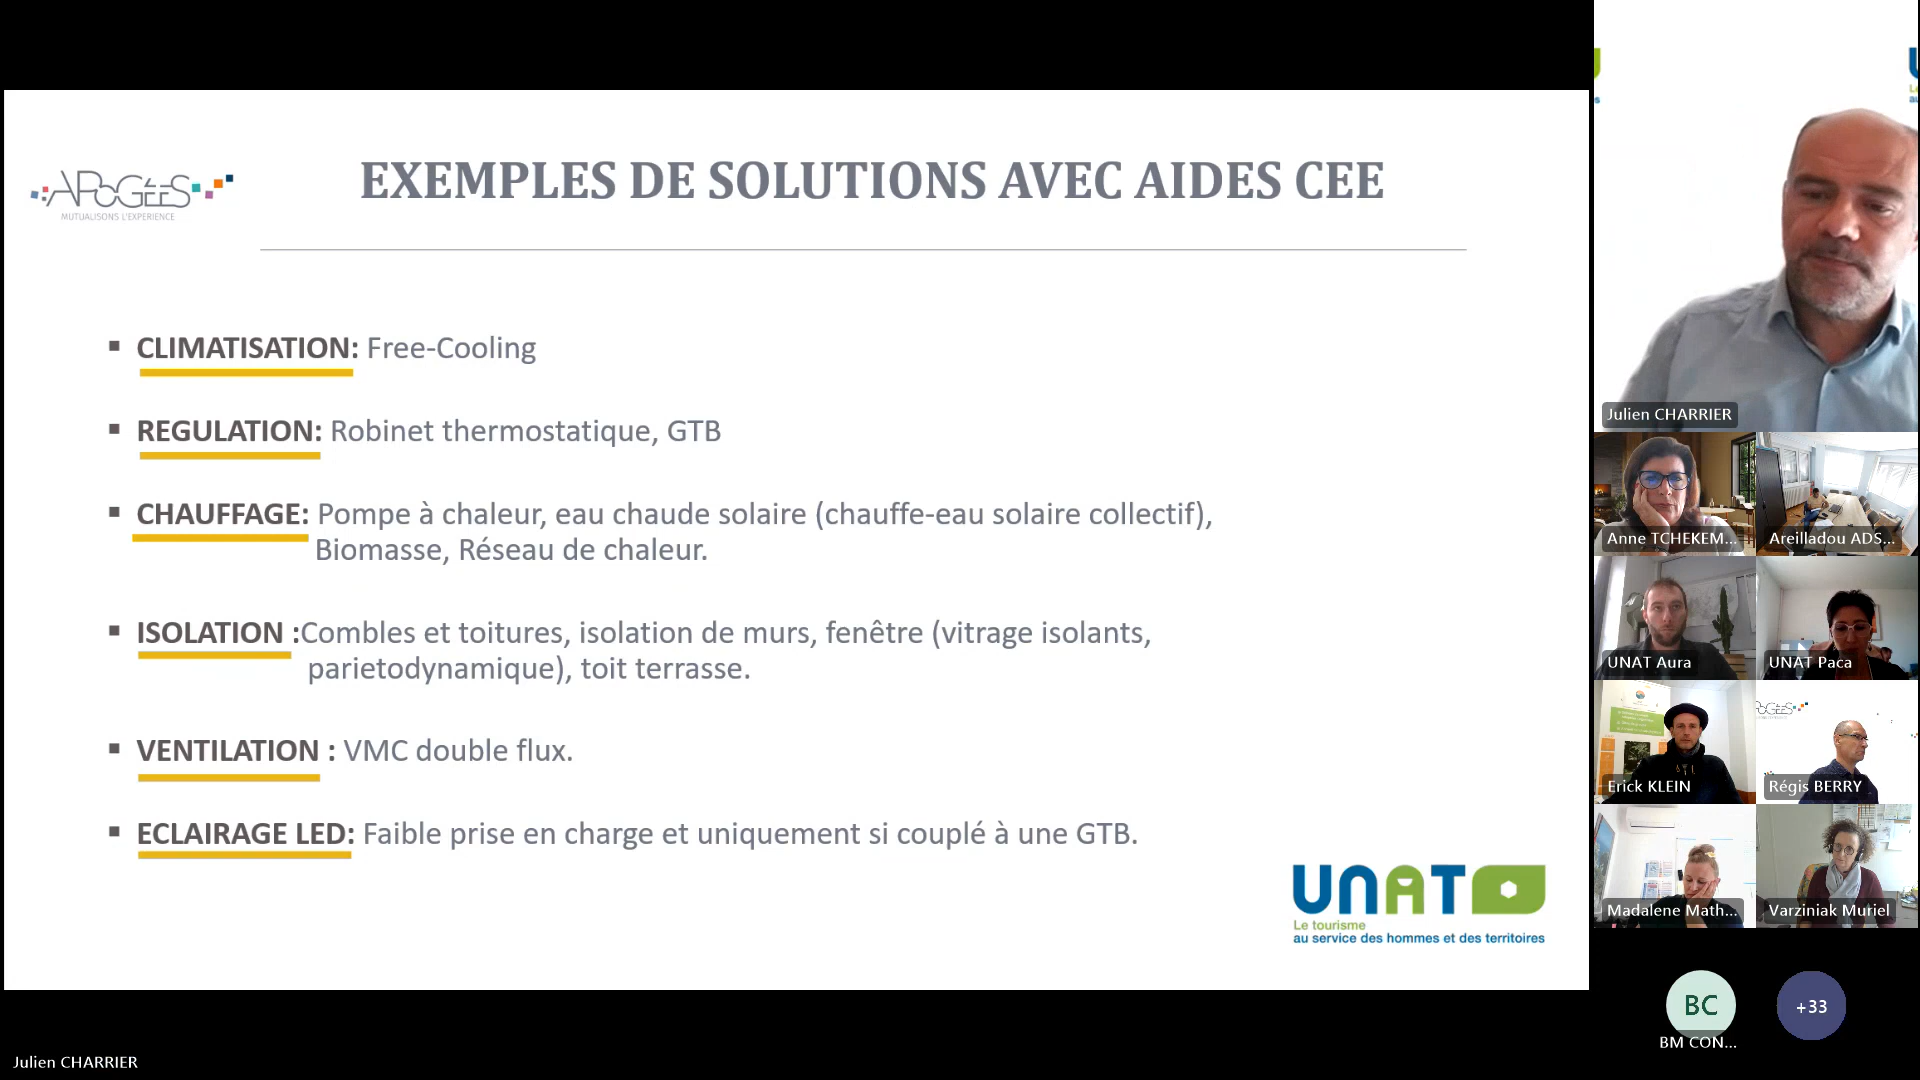 APOGÉES
MUTUALISONS L'EXPERIENCE
EXEMPLES DE SOLUTIONS AVEC AIDES CEE
▪ CLIMATISATION: Free-Cooling
▪ REGULATION: Robinet thermostatique, GTB
▪ CHAUFFAGE: Pompe à chaleur, eau chaude solaire (chauffe-eau solaire collectif),
Biomasse, Réseau de chaleur.
▪ ISOLATION :Combles et toitures, isolation de murs, fenêtre (vitrage isolants,
parietodynamique), toit terrasse.
▪ VENTILATION : VMC double flux.
▪ ECLAIRAGE LED: Faible prise en charge et uniquement si couplé à une GTB.
UNAT
Le tourisme
au service des hommes et des territoires
Julien CHARRIER
Julien CHARRIER
Anne TCHEKEM...
Areilladou ADS...
UNAT Aura
UNAT Paca
Erick KLEIN
Régis BERRY
Madalene Math...
Varziniak Muriel
BC
BM CON...
+33